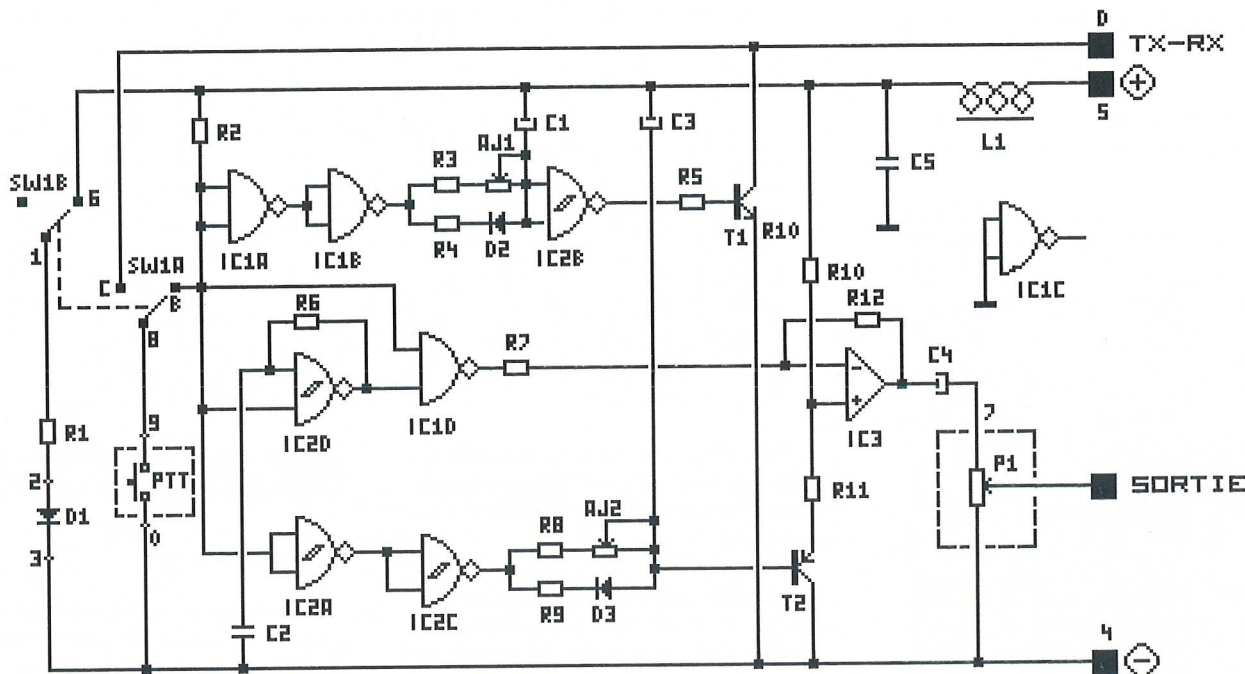 D
TX-RX
5
L1
R2
C1
C3
C5
AJ1
SW1B
6
R3
R5
1
R4
D2
T1
R10
IC1A
IC1B
IC2B
IC1C
SW1A
C
B
8
R6
R10
R12
R7
C4
-
+
IC2D
IC1D
IC3
7
9
R1
2
PTT
P1
SORTIE
R11
D1
0
3
AJ2
R8
R9
D3
T2
IC2A
IC2C
C2
4